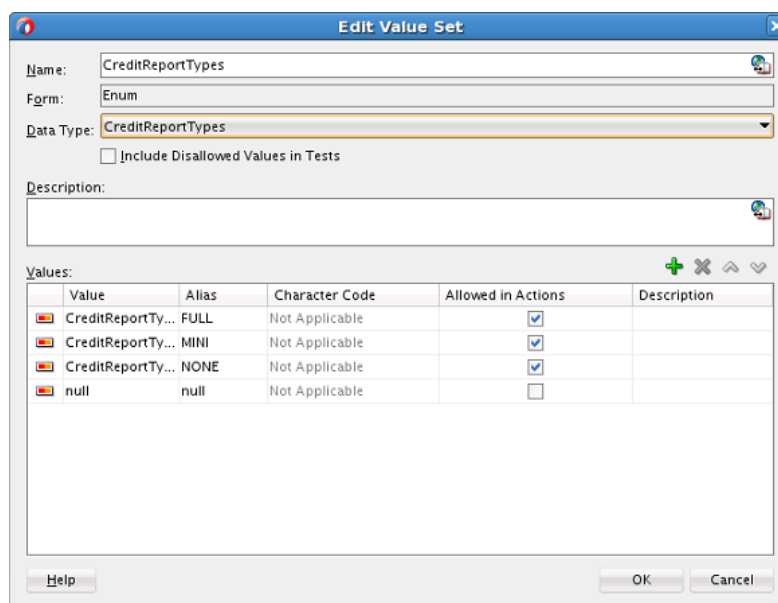 Edit Value Set
Name: CreditReportTypes
Form: Enum
Data Type: CreditReportTypes
Include Disallowed Values in Tests
Description:
Values:
Value Alias Character Code Allowed in Actions Description
CreditReportTy... FULL Not Applicable
CreditReportTy... MINI Not Applicable
CreditReportTy... NONE Not Applicable
null null Not Applicable
Help OK Cancel